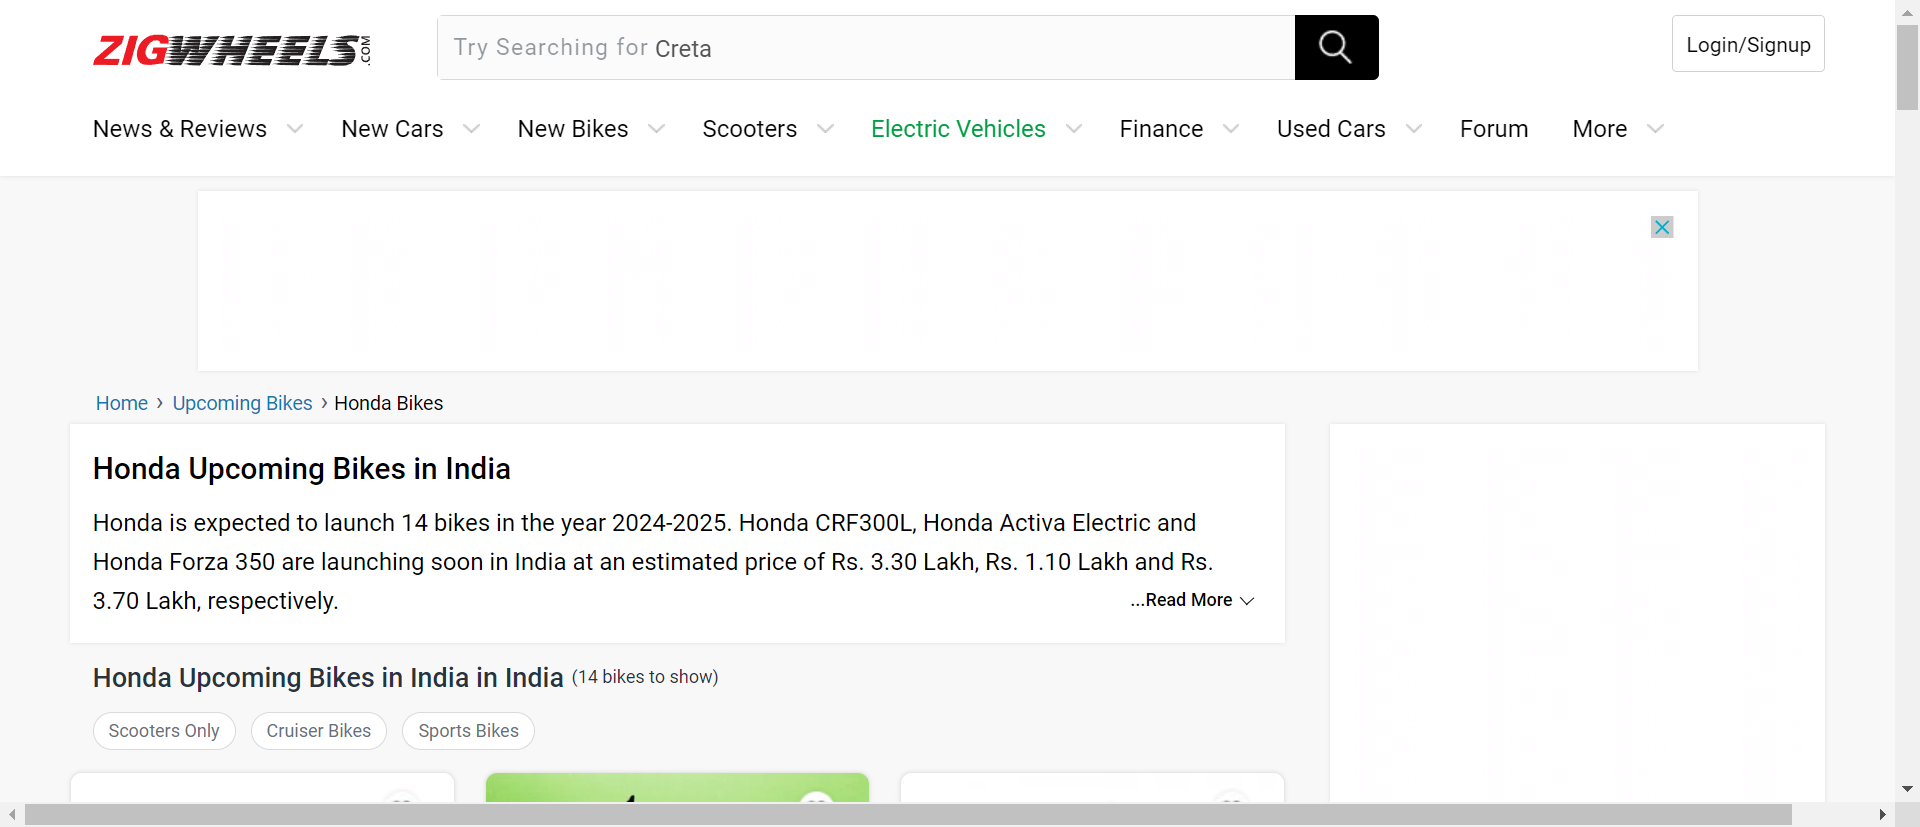 ZIGWHEELS.COM
Try Searching for Creta
Login/Signup
News & Reviews New Cars New Bikes Scooters Electric Vehicles Finance Used Cars Forum More
Home › Upcoming Bikes › Honda Bikes
Honda Upcoming Bikes in India
Honda is expected to launch 14 bikes in the year 2024-2025. Honda CRF300L, Honda Activa Electric and
Honda Forza 350 are launching soon in India at an estimated price of Rs. 3.30 Lakh, Rs. 1.10 Lakh and Rs.
3.70 Lakh, respectively.
...Read More
Honda Upcoming Bikes in India in India (14 bikes to show)
Scooters Only Cruiser Bikes Sports Bikes